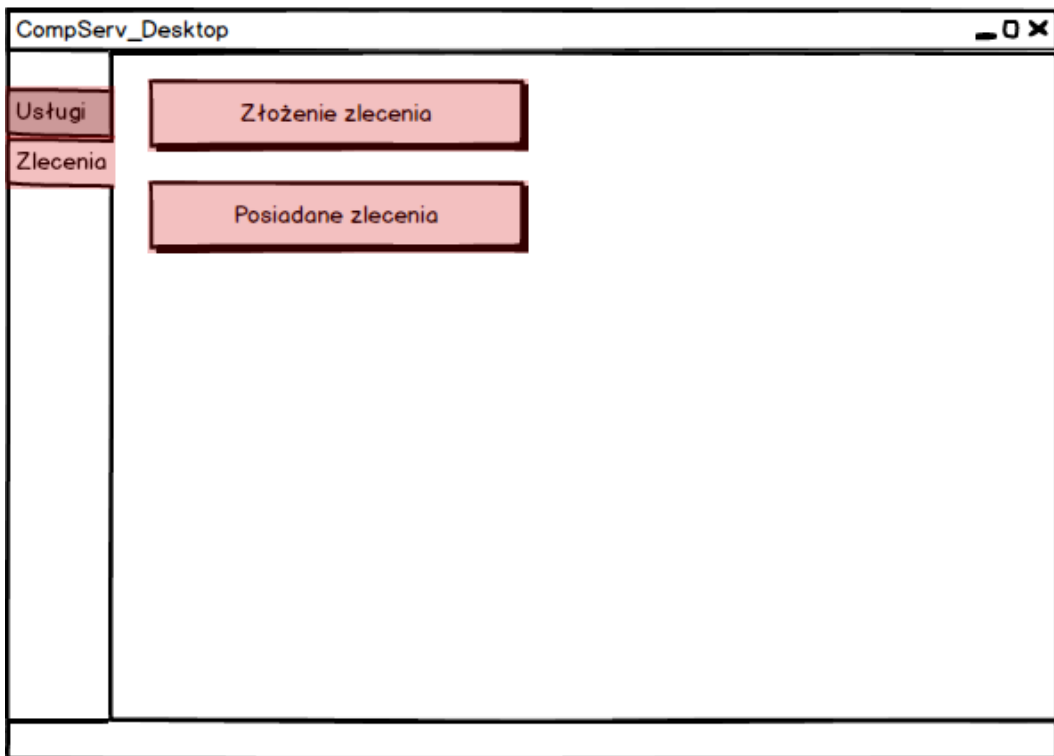 CompServ_Desktop
Usługi
Zlecenia
Złożenie zlecenia
Posiadane zlecenia